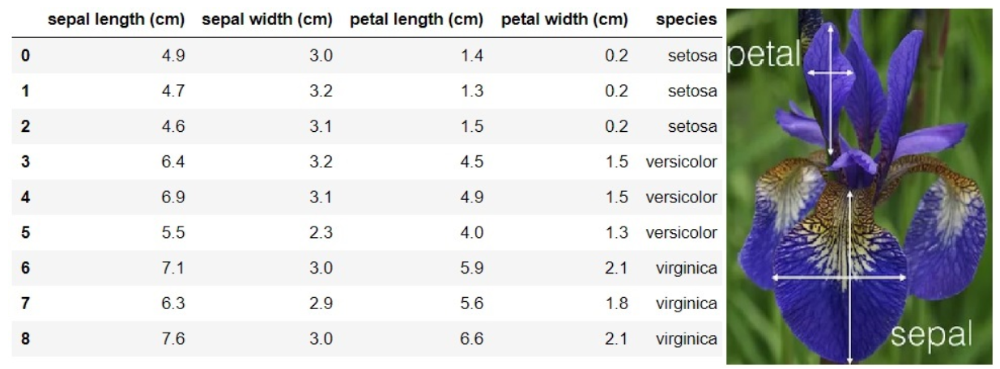 sepal length (cm) sepal width (cm) petal length (cm) petal width (cm) species
0 4.9 3.0 1.4 0.2 setosa
1 4.7 3.2 1.3 0.2 setosa
2 4.6 3.1 1.5 0.2 setosa
3 6.4 3.2 4.5 1.5 versicolor
4 6.9 3.1 4.9 1.5 versicolor
5 5.5 2.3 4.0 1.3 versicolor
6 7.1 3.0 5.9 2.1 virginica
7 6.3 2.9 5.6 1.8 virginica
8 7.6 3.0 6.6 2.1 virginica
petal
sepal